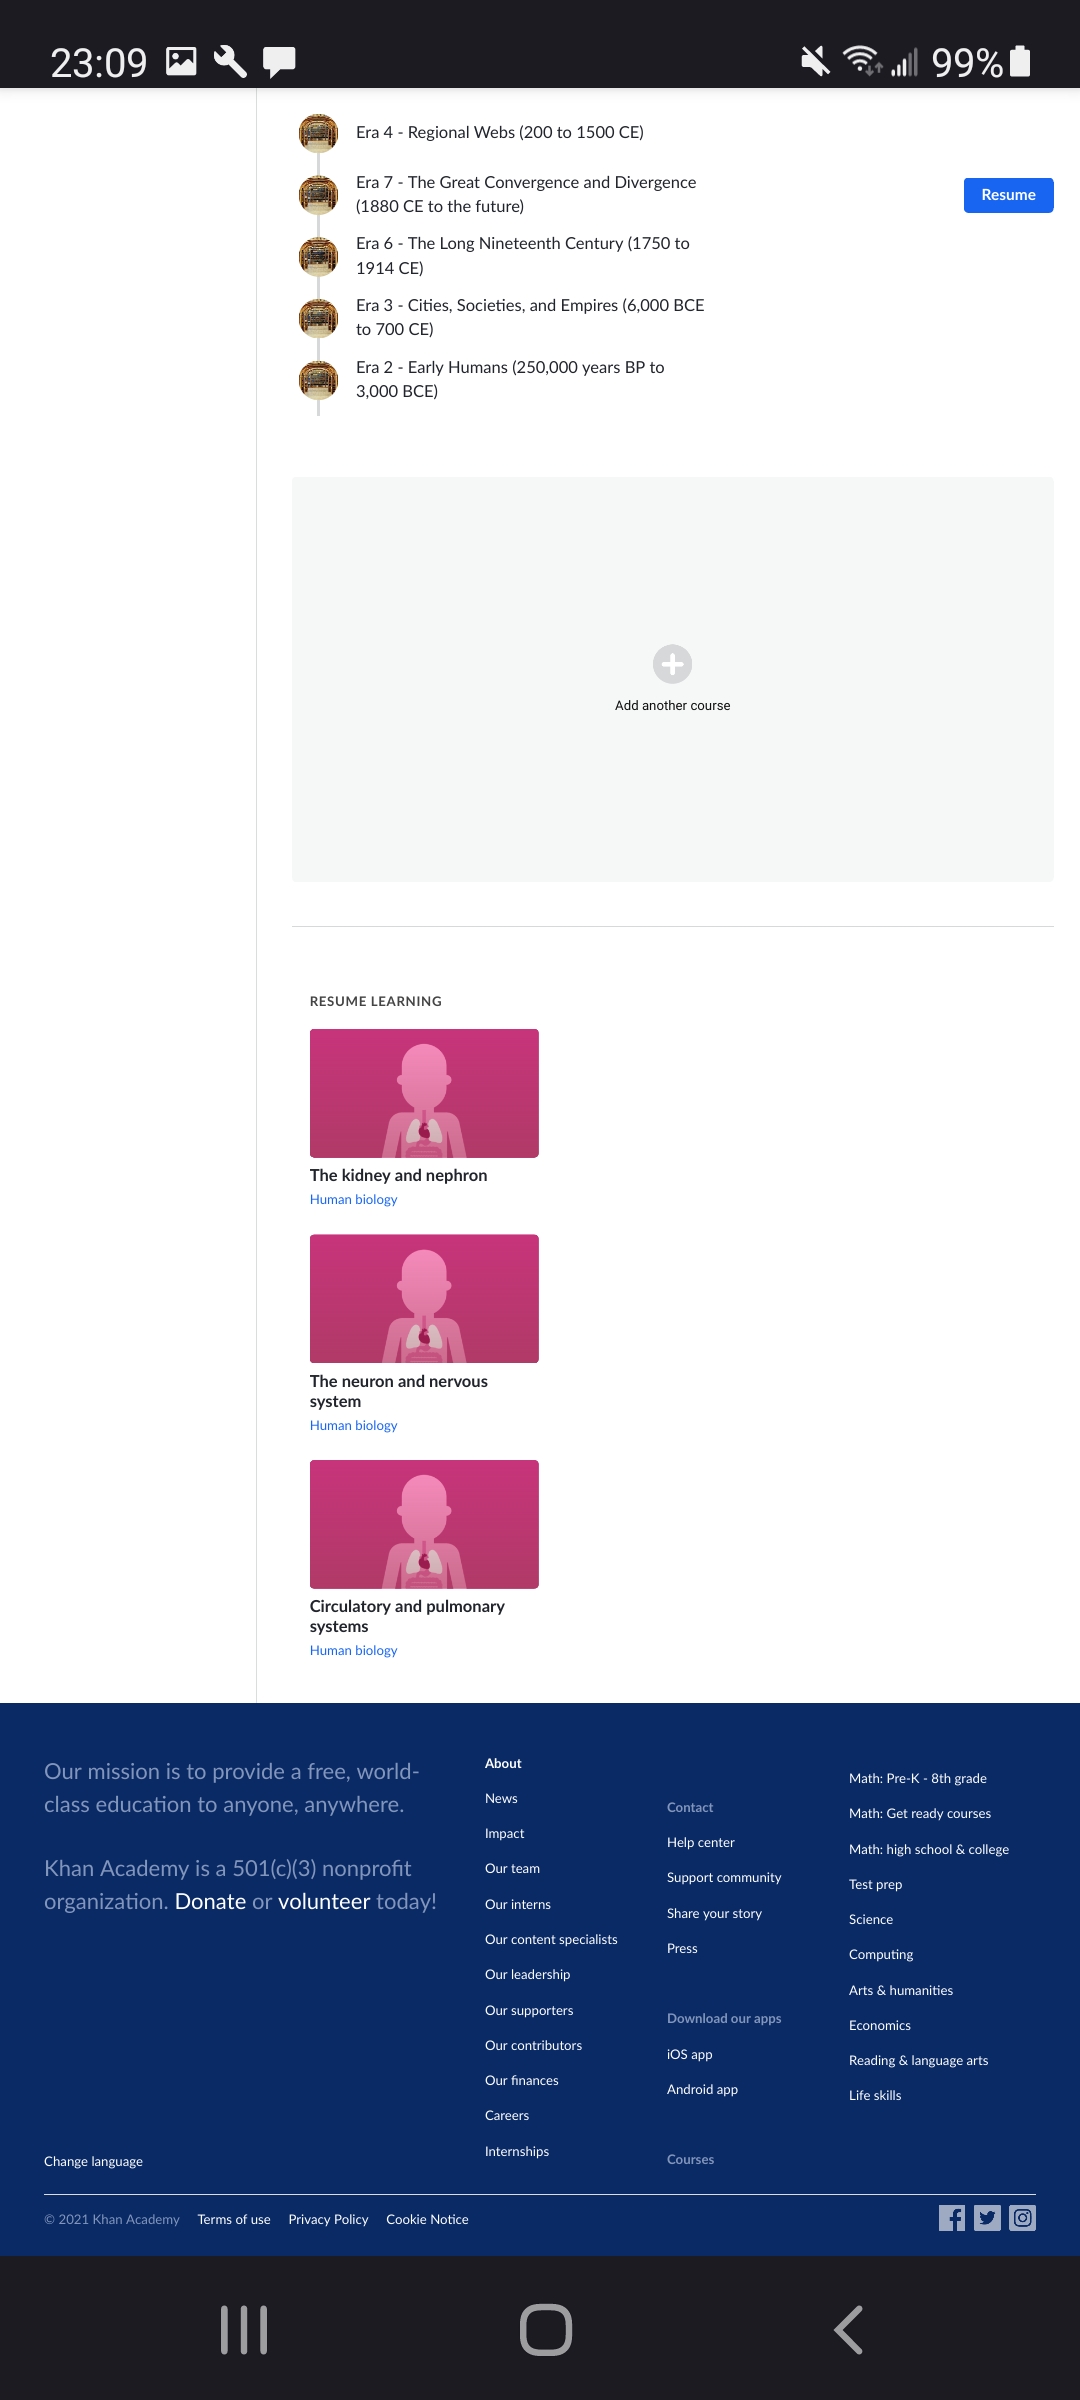 23:09
99%
Era 4 - Regional Webs (200 to 1500 CE)
Era 7 - The Great Convergence and Divergence
(1880 CE to the future)
Resume
Era 6 - The Long Nineteenth Century (1750 to
1914 CE)
Era 3 - Cities, Societies, and Empires (6,000 BCE
to 700 CE)
Era 2 - Early Humans (250,000 years BP to
3,000 BCE)
Add another course
RESUME LEARNING
The kidney and nephron
Human biology
The neuron and nervous
system
Human biology
Circulatory and pulmonary
systems
Human biology
Our mission is to provide a free, world-
class education to anyone, anywhere.
Khan Academy is a 501(c)(3) nonprofit
organization. Donate or volunteer today!
Change language
About
News
Impact
Our team
Our interns
Our content specialists
Our leadership
Our supporters
Our contributors
Our finances
Careers
Internships
Contact
Help center
Support community
Share your story
Press
Download our apps
iOS app
Android app
Courses
Math: Pre-K - 8th grade
Math: Get ready courses
Math: high school & college
Test prep
Science
Computing
Arts & humanities
Economics
Reading & language arts
Life skills
© 2021 Khan Academy Terms of use Privacy Policy Cookie Notice